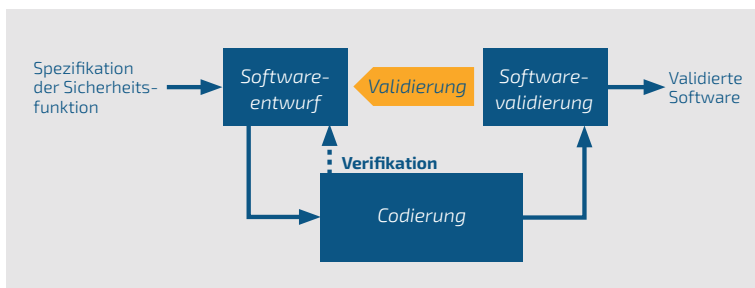 Spezifikation
der Sicherheits-
funktion
Software-
entwurf
Validierung
Software-
validierung
Validierte
Software
Verifikation
Codierung